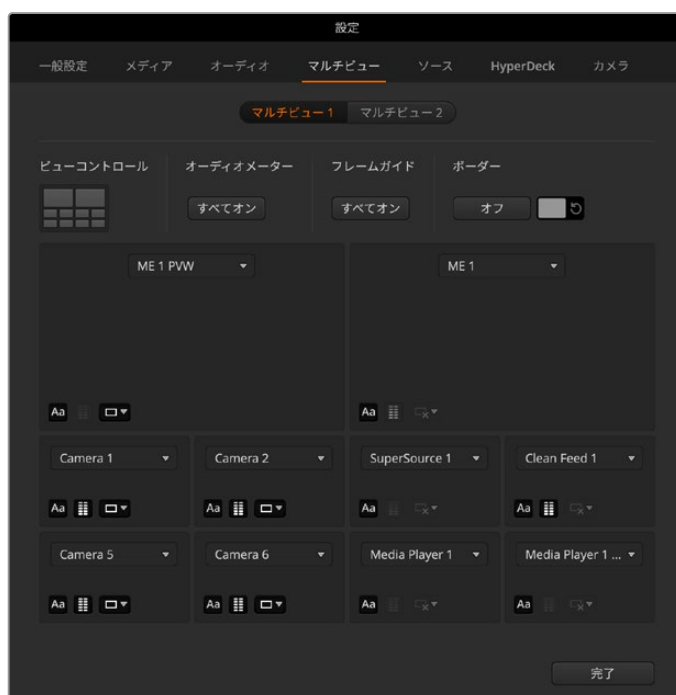 設定
一般設定 メディア オーディオ マルチビュー ソース HyperDeck カメラ
マルチビュー 1 マルチビュー 2
ビューコントロール オーディオメーター フレームガイド ボーダー
すべてオン すべてオン オフ
ME 1 PVW ME 1
Aa Aa
Camera 1 Camera 2 SuperSource 1 Clean Feed 1
Aa Aa Aa Aa
Camera 5 Camera 6 Media Player 1 Media Player 1 ...
Aa Aa Aa Aa
完了